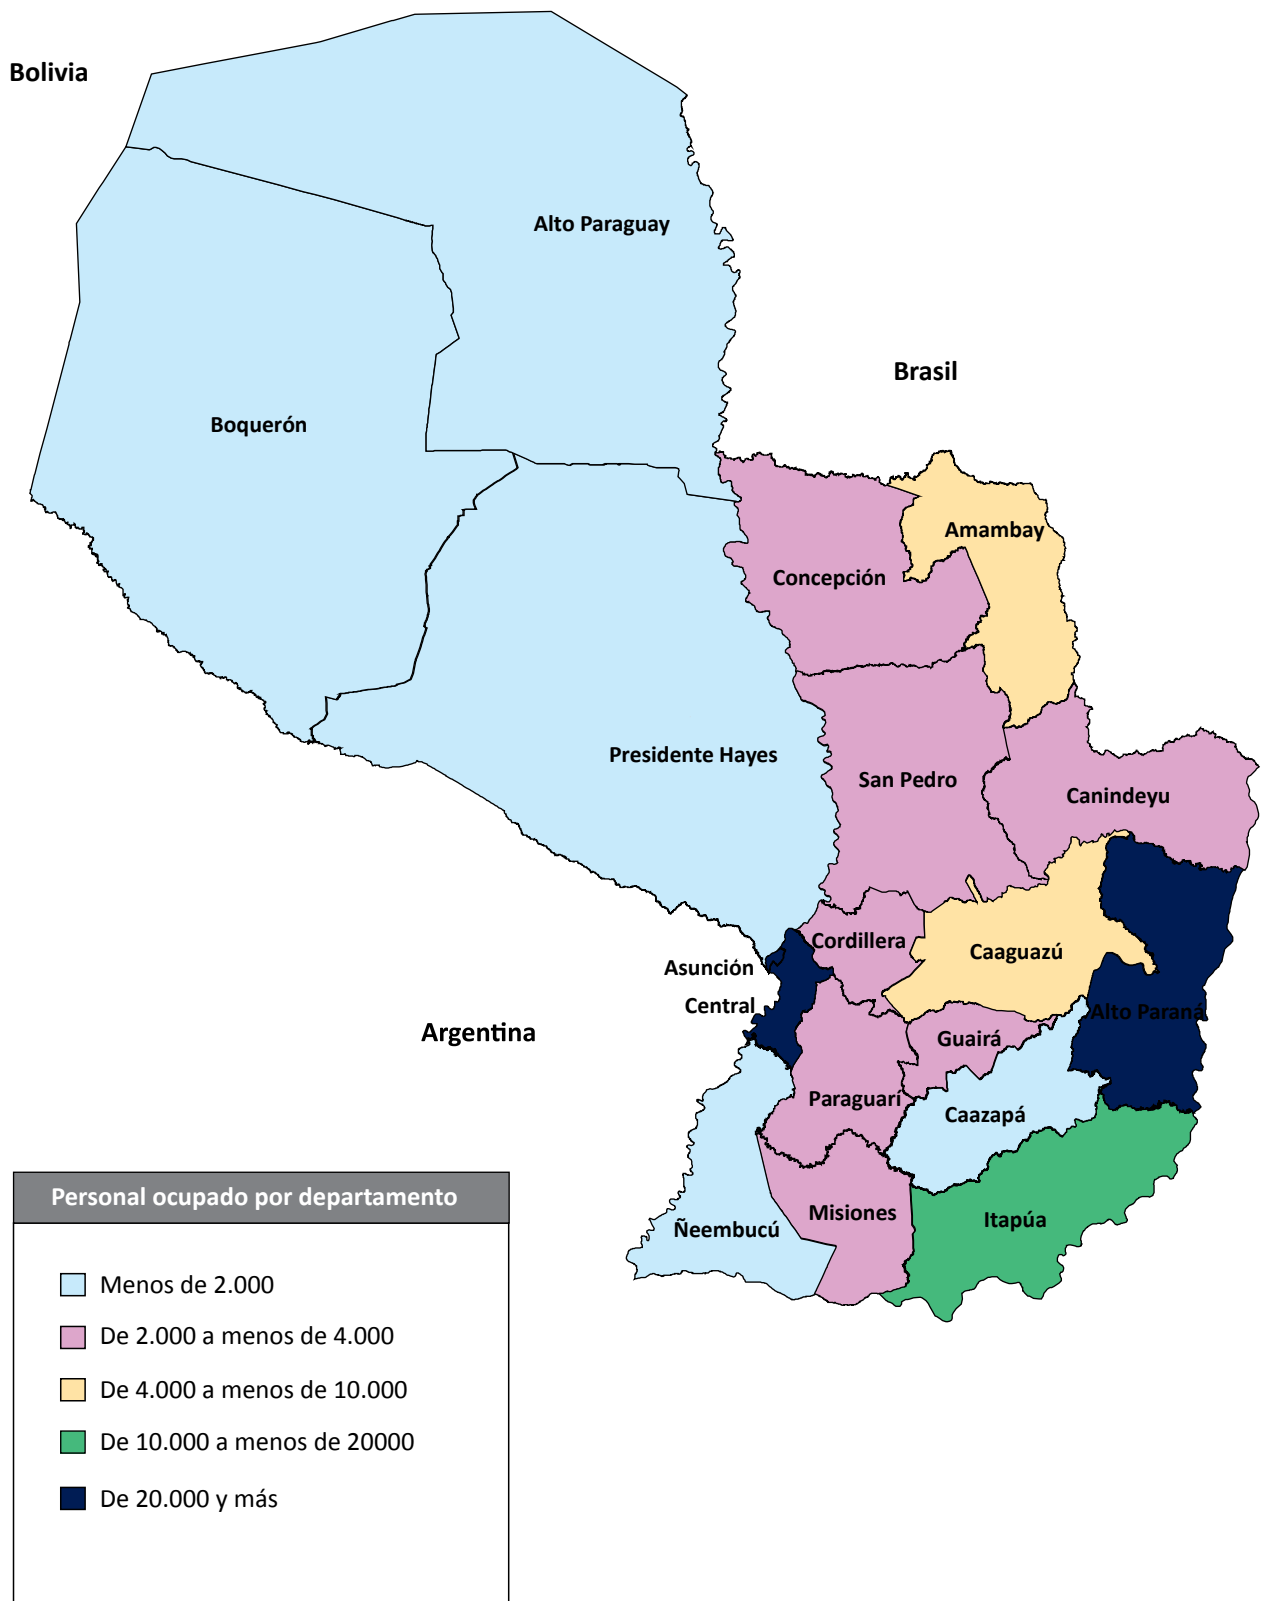 Bolivia
Alto Paraguay
Brasil
Boquerón
Amambay
Concepción
Presidente Hayes
San Pedro
Canindeyu
Cordillera
Caaguazú
Asunción
Central
Alto Paraná
Argentina
Guairá
Paraguarí
Caazapá
Misiones
Itapúa
Ñeembucú
Personal ocupado por departamento
Menos de 2.000
De 2.000 a menos de 4.000
De 4.000 a menos de 10.000
De 10.000 a menos de 20000
De 20.000 y más